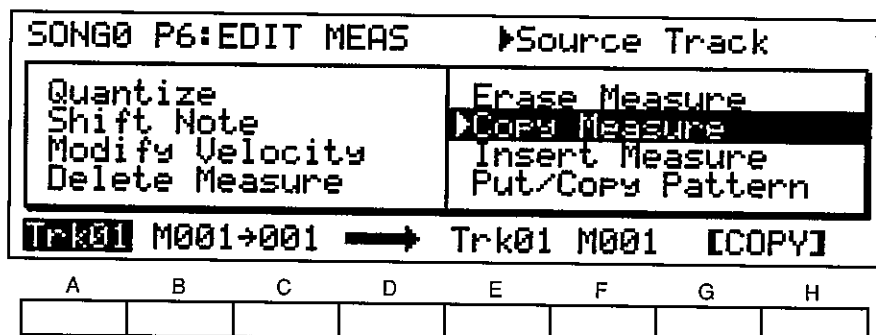 SONG0 P6:EDIT MEAS ▶Source Track
Quantize
Shift Note
Modify Velocity
Delete Measure
Erase Measure
▶Copy Measure
Insert Measure
Put/Copy Pattern
Trk01 M001→001 ➡ Trk01 M001 [COPY]
A B C D E F G H